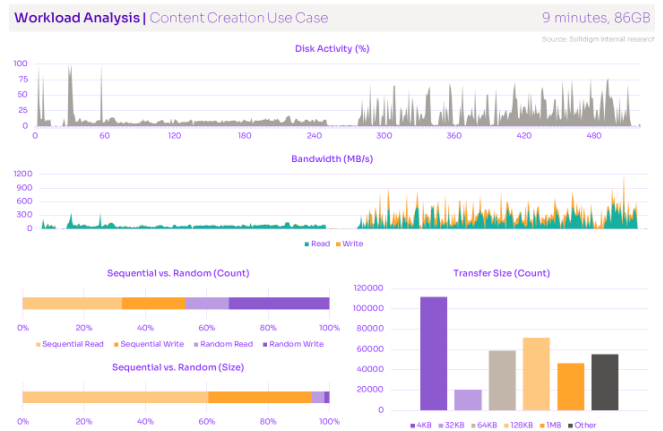 Workload Analysis | Content Creation Use Case
9 minutes, 86GB
Source: Solidigm internal research
Disk Activity (%)
100
75
50
25
0
0 60 120 180 240 300 360 420 480
Bandwidth (MB/s)
1200
900
600
300
0
Read Write
Sequential vs. Random (Count)
0% 20% 40% 60% 80% 100%
Sequential Read Sequential Write Random Read Random Write
Sequential vs. Random (Size)
0% 20% 40% 60% 80% 100%
Transfer Size (Count)
120000
100000
80000
60000
40000
20000
0
4KB 32KB 64KB 128KB 1MB Other